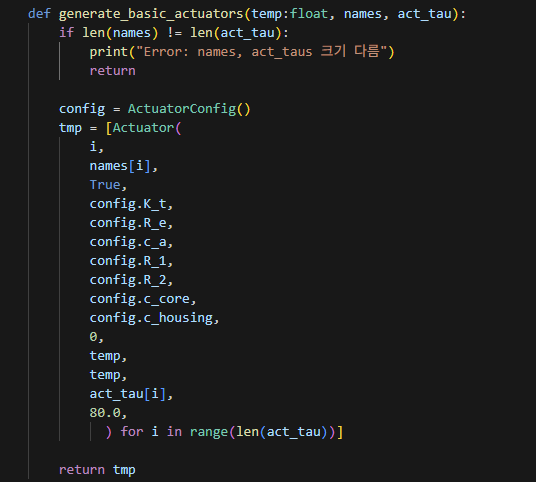 def generate_basic_actuators(temp:float, names, act_tau):
    if len(names) != len(act_tau):
        print("Error: names, act_taus 크기 다름")
        return

    config = ActuatorConfig()
    tmp = [Actuator(
        i,
        names[i],
        True,
        config.K_t,
        config.R_e,
        config.c_a,
        config.R_1,
        config.R_2,
        config.c_core,
        config.c_housing,
        0,
        temp,
        temp,
        act_tau[i],
        80.0,
          ) for i in range(len(act_tau))]

    return tmp